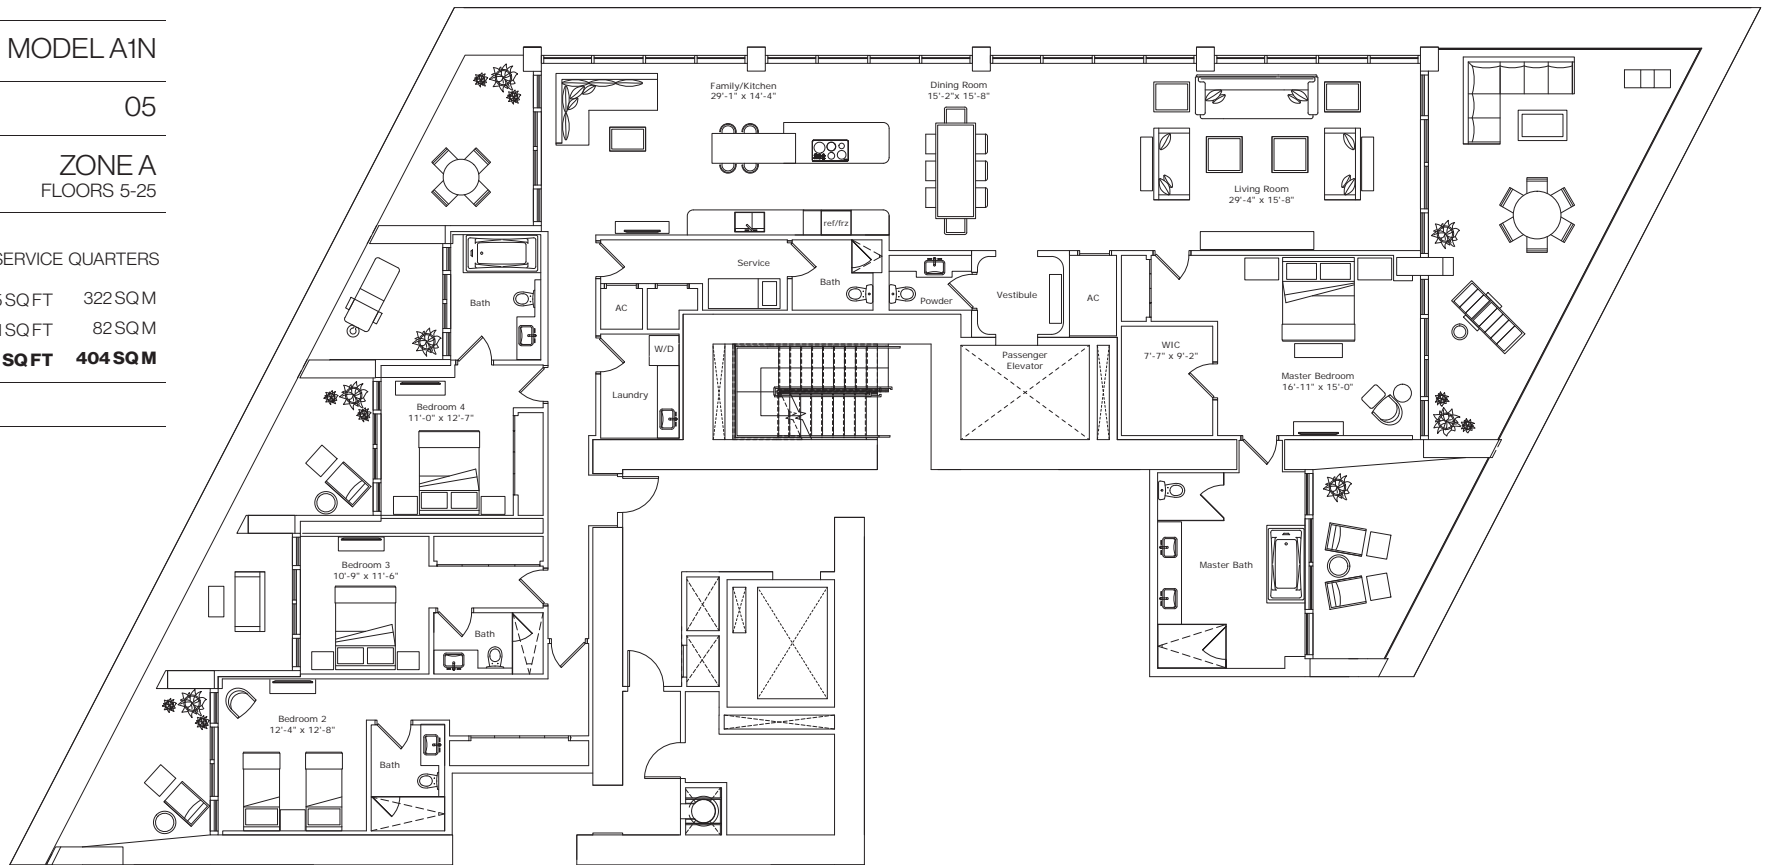 MODEL A1N
05
ZONE A
FLOORS 5-25
SERVICE QUARTERS
SQ FT 322 SQ M
SQ FT 82 SQ M
SQ FT 404 SQ M
Family/Kitchen
29'-1" x 14'-4"
Dining Room
15'-2"x 15'-8"
Living Room
29'-4" x 15'-8"
ref/frz
Service
Bath
Powder
Vestibule
AC
AC
Bath
W/D
Laundry
Passenger
Elevator
WIC
7'-7" x 9'-2"
Master Bedroom
16'-11" x 15'-0"
Bedroom 4
11'-0" x 12'-7"
Bedroom 3
10'-9" x 11'-6"
Bath
Master Bath
Bedroom 2
12'-4" x 12'-8"
Bath